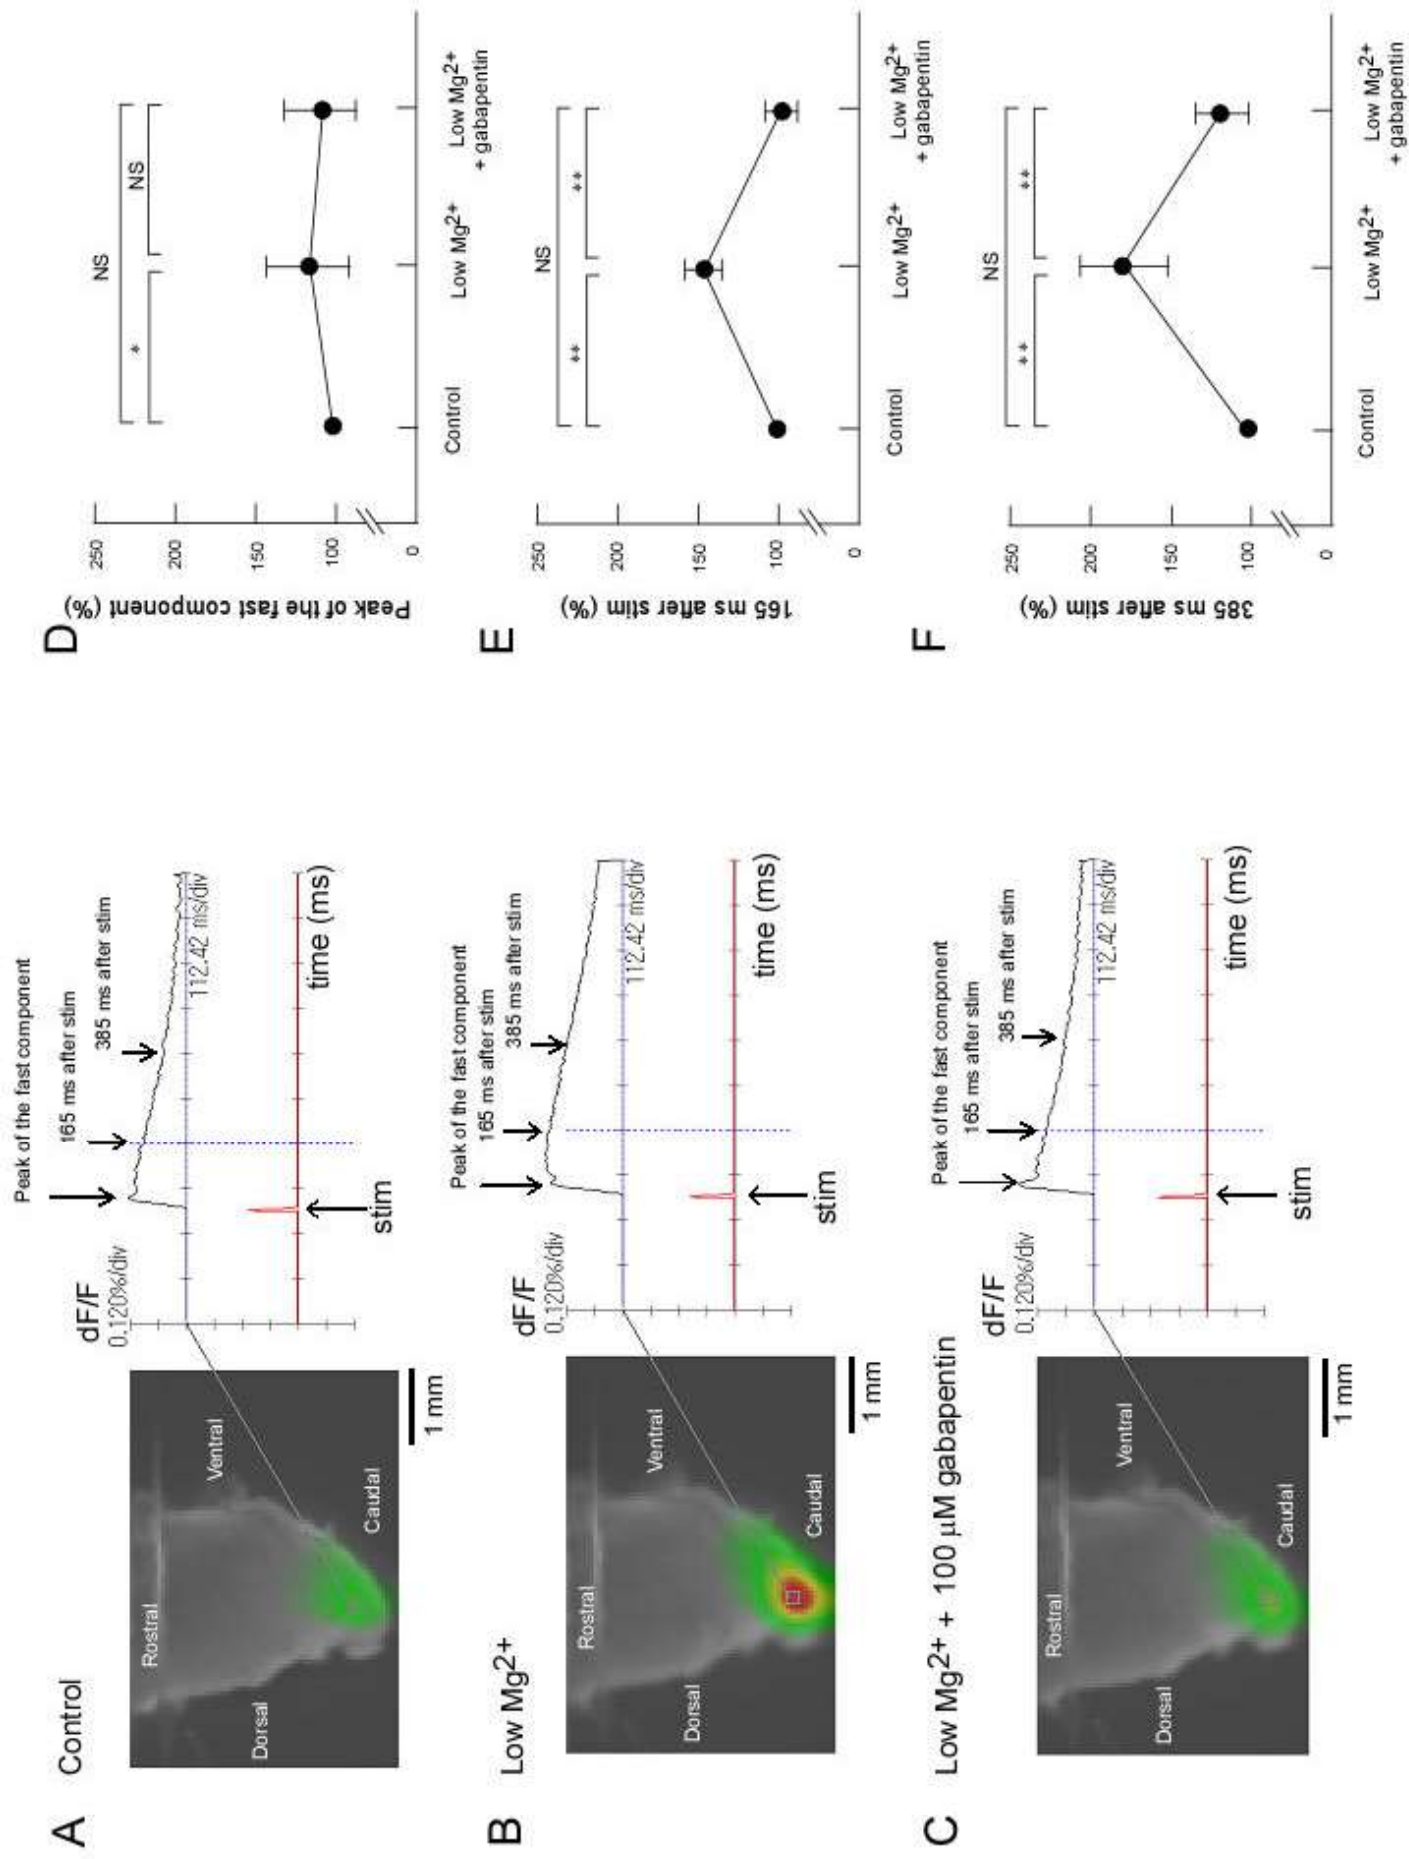 A
Control
Rostral
Ventral
Dorsal
Caudal
1 mm
dF/F
0.120%/div
Peak of the fast component
165 ms after stim
385 ms after stim
112.42 ms/div
time (ms)
stim
B
Low Mg2+
Rostral
Ventral
Dorsal
Caudal
1 mm
dF/F
0.120%/div
Peak of the fast component
165 ms after stim
385 ms after stim
112.42 ms/div
time (ms)
stim
C
Low Mg2+ + 100 μM gabapentin
Rostral
Ventral
Dorsal
Caudal
1 mm
dF/F
0.120%/div
Peak of the fast component
165 ms after stim
385 ms after stim
112.42 ms/div
time (ms)
stim
D
Peak of the fast component (%)
250
200
150
100
0
NS
*
NS
Control
Low Mg2+
Low Mg2+
+ gabapentin
E
165 ms after stim (%)
250
200
150
100
0
NS
**
**
Control
Low Mg2+
Low Mg2+
+ gabapentin
F
385 ms after stim (%)
250
200
150
100
0
NS
**
**
Control
Low Mg2+
Low Mg2+
+ gabapentin